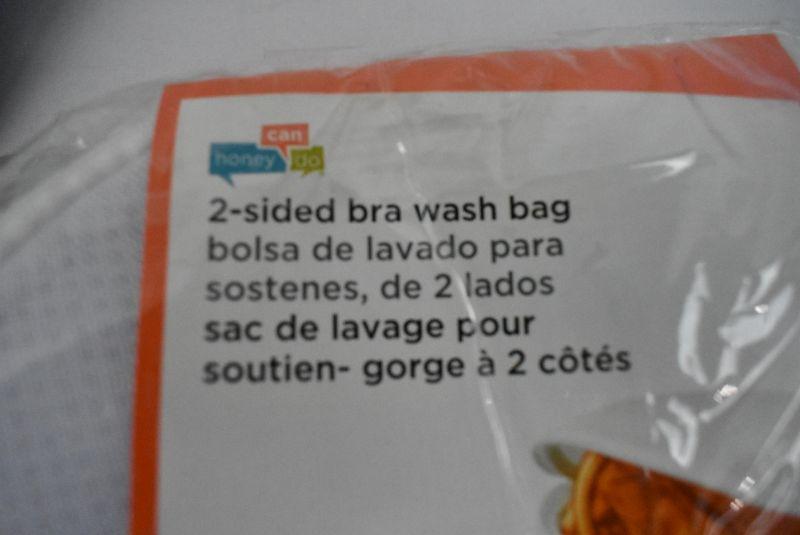 honey can do
2-sided bra wash bag
bolsa de lavado para
sostenes, de 2 lados
sac de lavage pour
soutien- gorge à 2 côtés